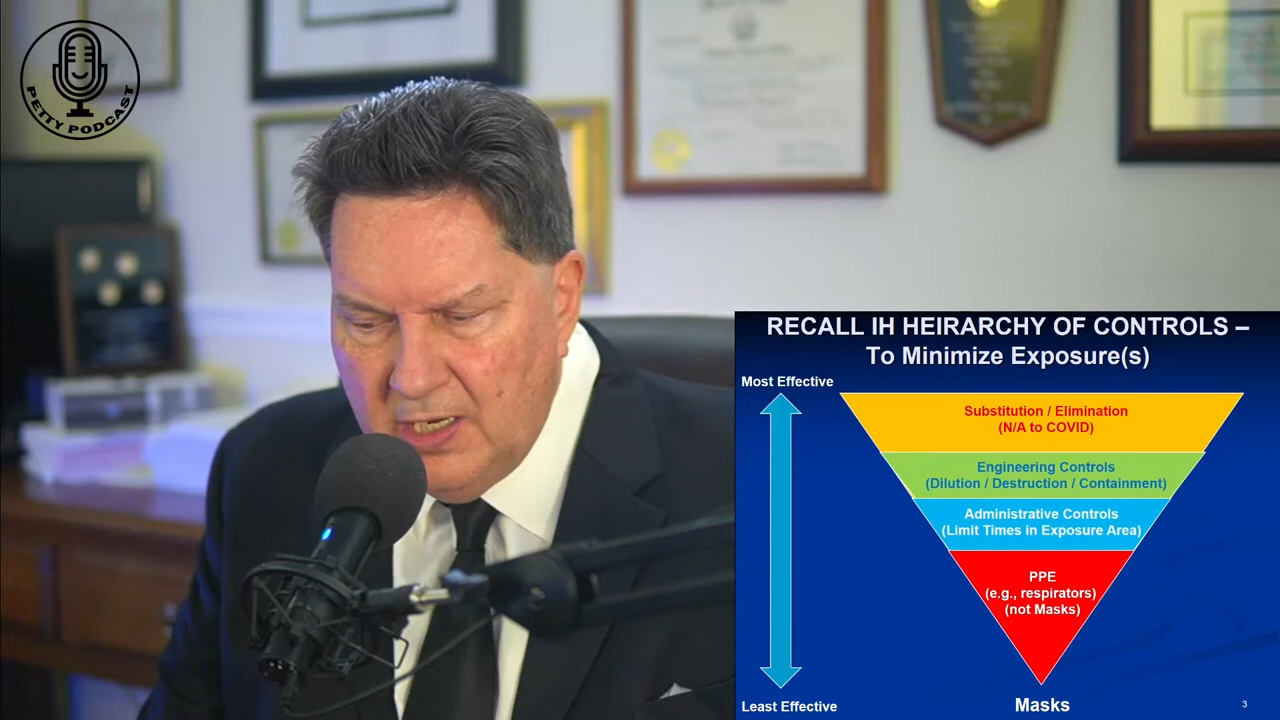 PETTY PODCAST
RECALL IH HEIRARCHY OF CONTROLS –
To Minimize Exposure(s)
Most Effective
Substitution / Elimination
(N/A to COVID)
Engineering Controls
(Dilution / Destruction / Containment)
Administrative Controls
(Limit Times in Exposure Area)
PPE
(e.g., respirators)
(not Masks)
Least Effective
Masks
3